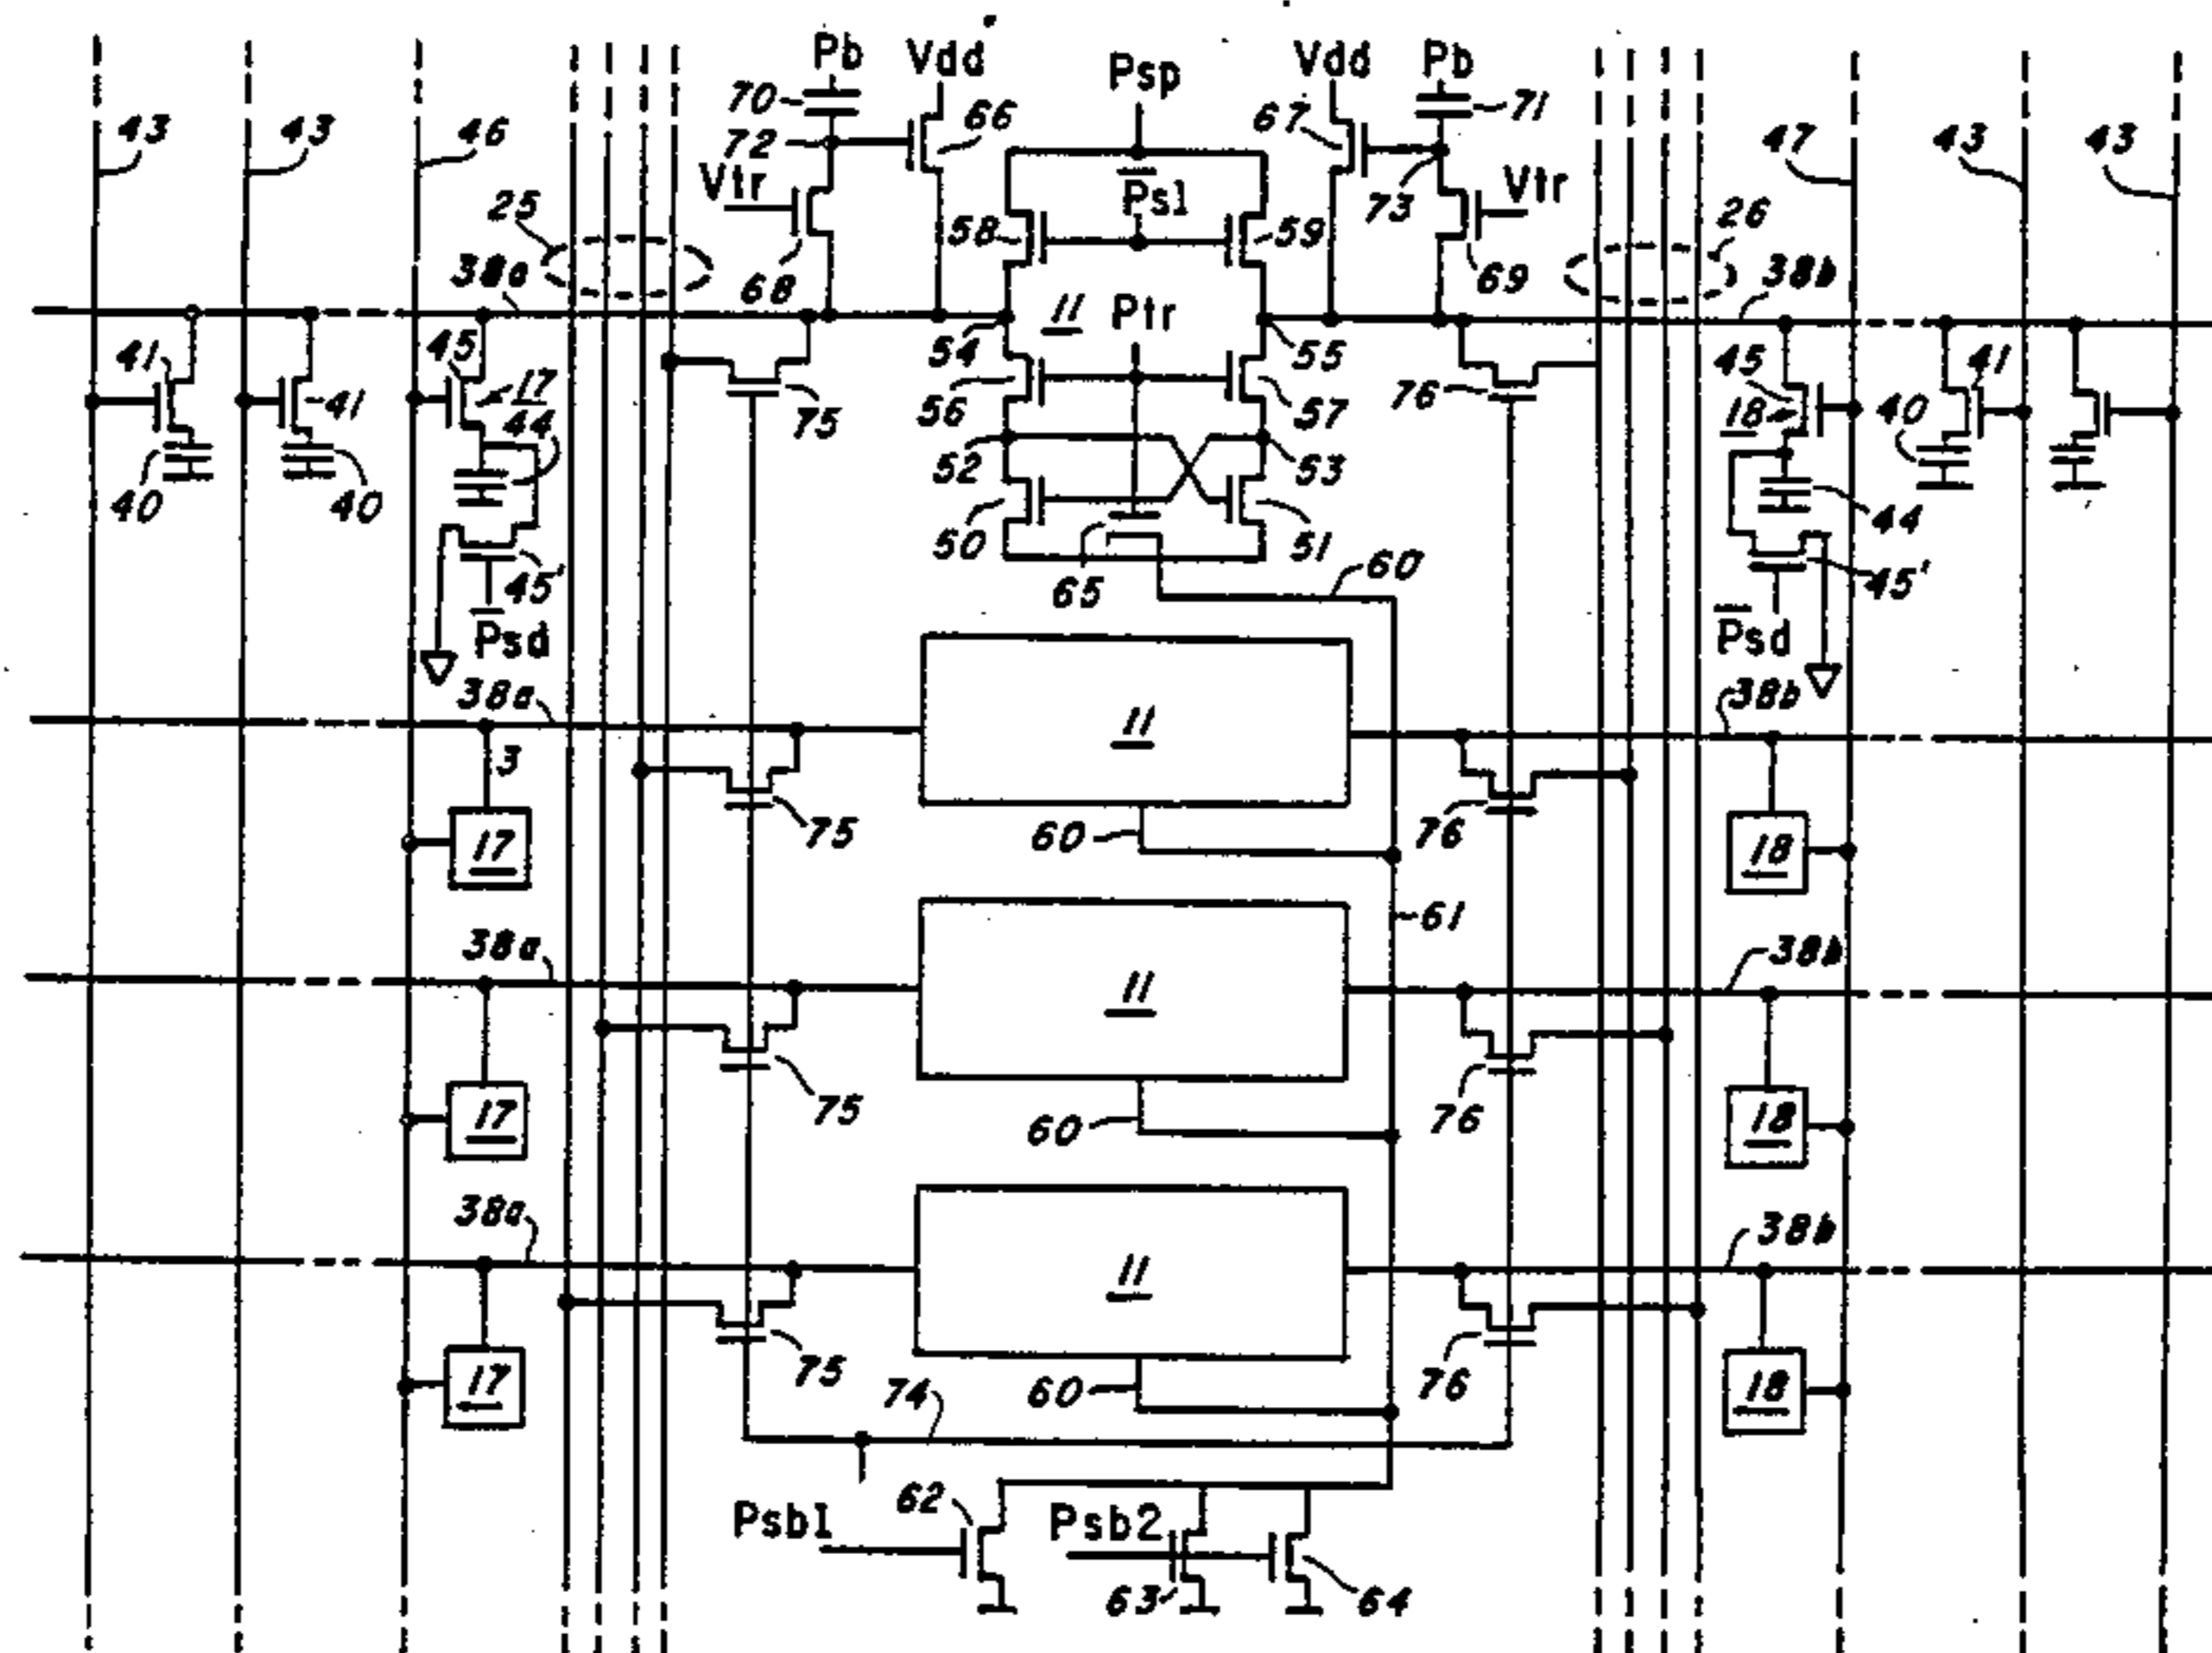 Pb Vdd Psp Vdd Pb
43 43 46 70 66 67 71 47 43 43
72 Vtr P̅s̅l̅ 73 Vtr
25 58 59 26
38a 68 11 Ptr 69 38b
41 45 17 54 55 45 41
41 44 75 56 57 76 18 40
40 40 52 53 44
45' 50 65 51 60 45'
P̅sd P̅sd
38a 11 38b
3
17 75 60 76 18
61
38a 11 38b
17 75 60 76 18
38a 11 38b
17 75 74 60 76 18
Psb1 62 Psb2
63 64